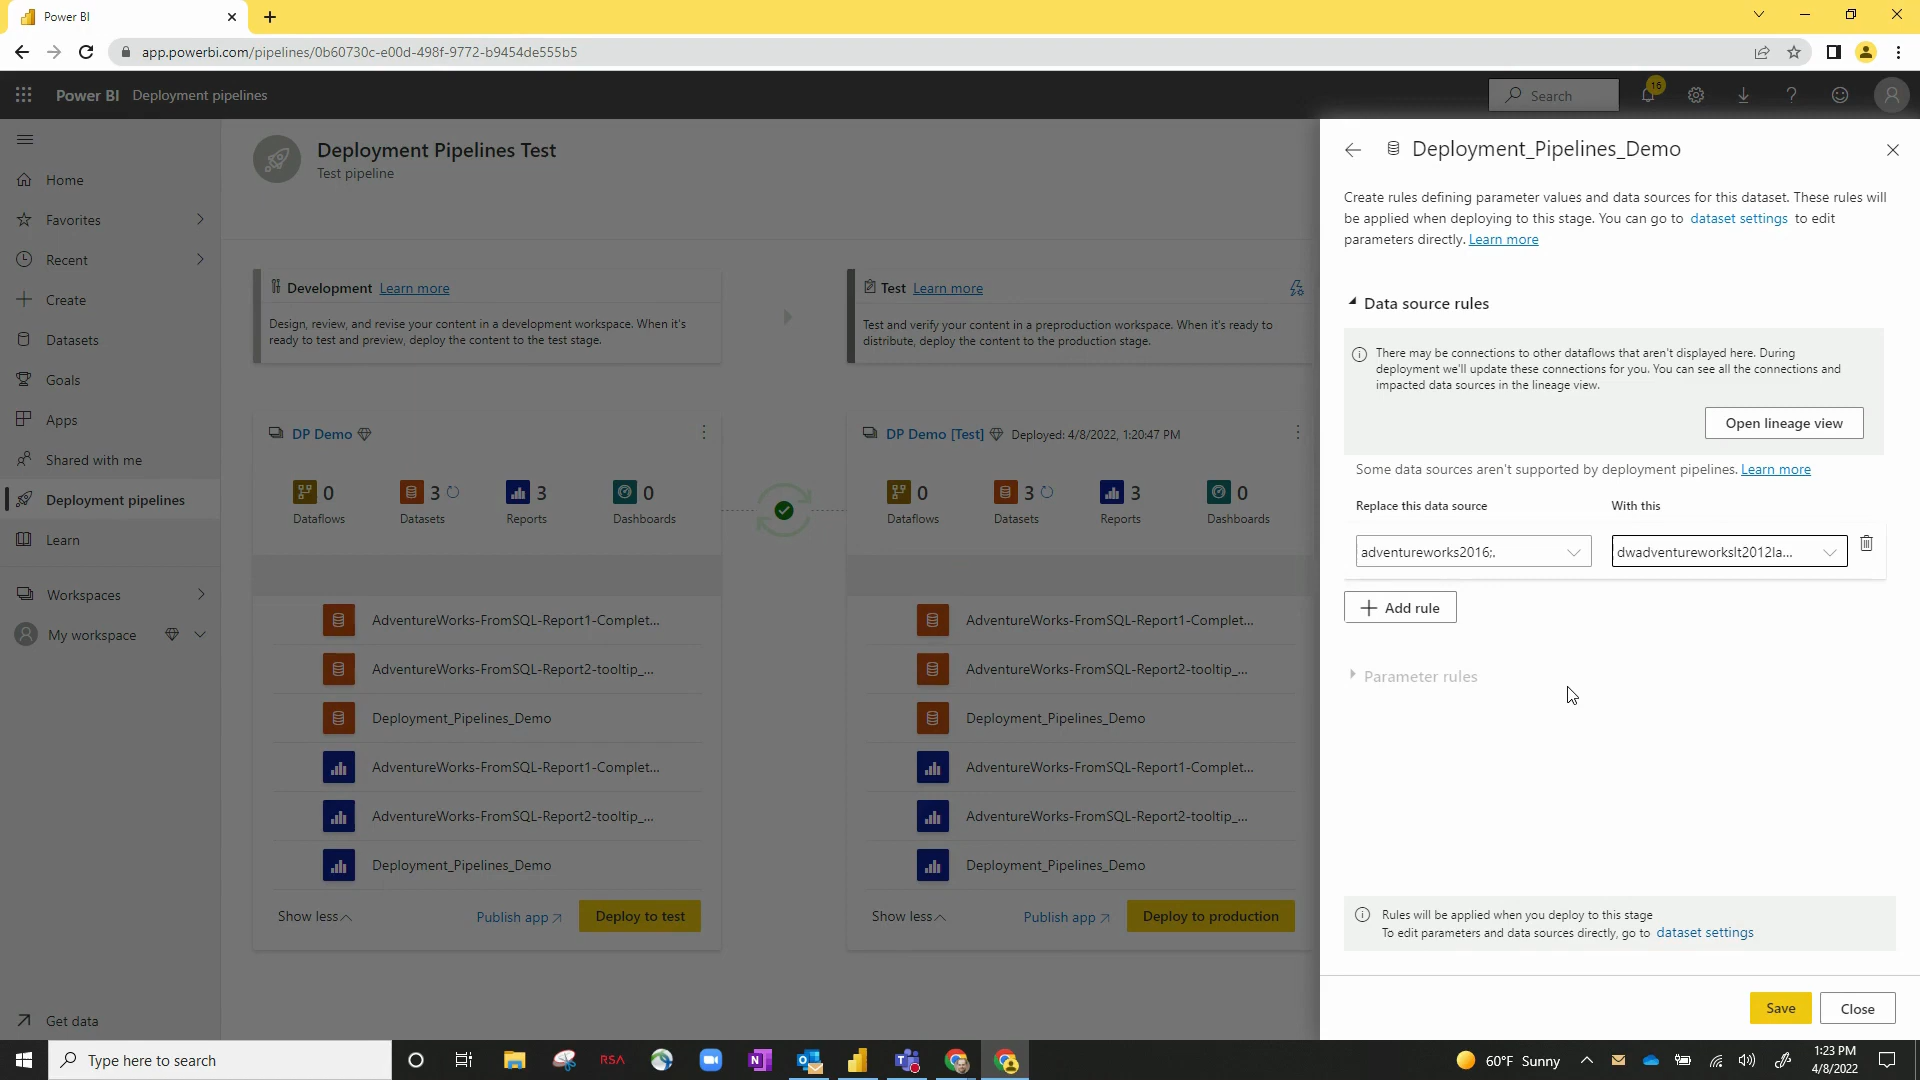 Power BI
app.powerbi.com/pipelines/0b60730c-e00d-498f-9772-b9454de555b5
Power BI Deployment pipelines
Search
16
Home
Favorites
Recent
Create
Datasets
Goals
Apps
Shared with me
Deployment pipelines
Learn
Workspaces
My workspace
Get data
Deployment Pipelines Test
Test pipeline
Development Learn more
Design, review, and revise your content in a development workspace. When it's
ready to test and preview, deploy the content to the test stage.
DP Demo
0 3 3 0
Dataflows Datasets Reports Dashboards
AdventureWorks-FromSQL-Report1-Complet...
AdventureWorks-FromSQL-Report2-tooltip_...
Deployment_Pipelines_Demo
AdventureWorks-FromSQL-Report1-Complet...
AdventureWorks-FromSQL-Report2-tooltip_...
Deployment_Pipelines_Demo
Show less Publish app Deploy to test
Test Learn more
Test and verify your content in a preproduction workspace. When it's ready to
distribute, deploy the content to the production stage.
DP Demo [Test] Deployed: 4/8/2022, 1:20:47 PM
0 3 3 0
Dataflows Datasets Reports Dashboards
AdventureWorks-FromSQL-Report1-Complet...
AdventureWorks-FromSQL-Report2-tooltip_...
Deployment_Pipelines_Demo
AdventureWorks-FromSQL-Report1-Complet...
AdventureWorks-FromSQL-Report2-tooltip_...
Deployment_Pipelines_Demo
Show less Publish app Deploy to production
Deployment_Pipelines_Demo
Create rules defining parameter values and data sources for this dataset. These rules will
be applied when deploying to this stage. You can go to dataset settings to edit
parameters directly. Learn more
Data source rules
There may be connections to other dataflows that aren't displayed here. During
deployment we'll update these connections for you. You can see all the connections and
impacted data sources in the lineage view.
Open lineage view
Some data sources aren't supported by deployment pipelines. Learn more
Replace this data source With this
adventureworks2016;. dwadventureworkslt2012la...
Add rule
Parameter rules
Rules will be applied when you deploy to this stage
To edit parameters and data sources directly, go to dataset settings
Save Close
Type here to search
RSA
60°F Sunny
1:23 PM
4/8/2022